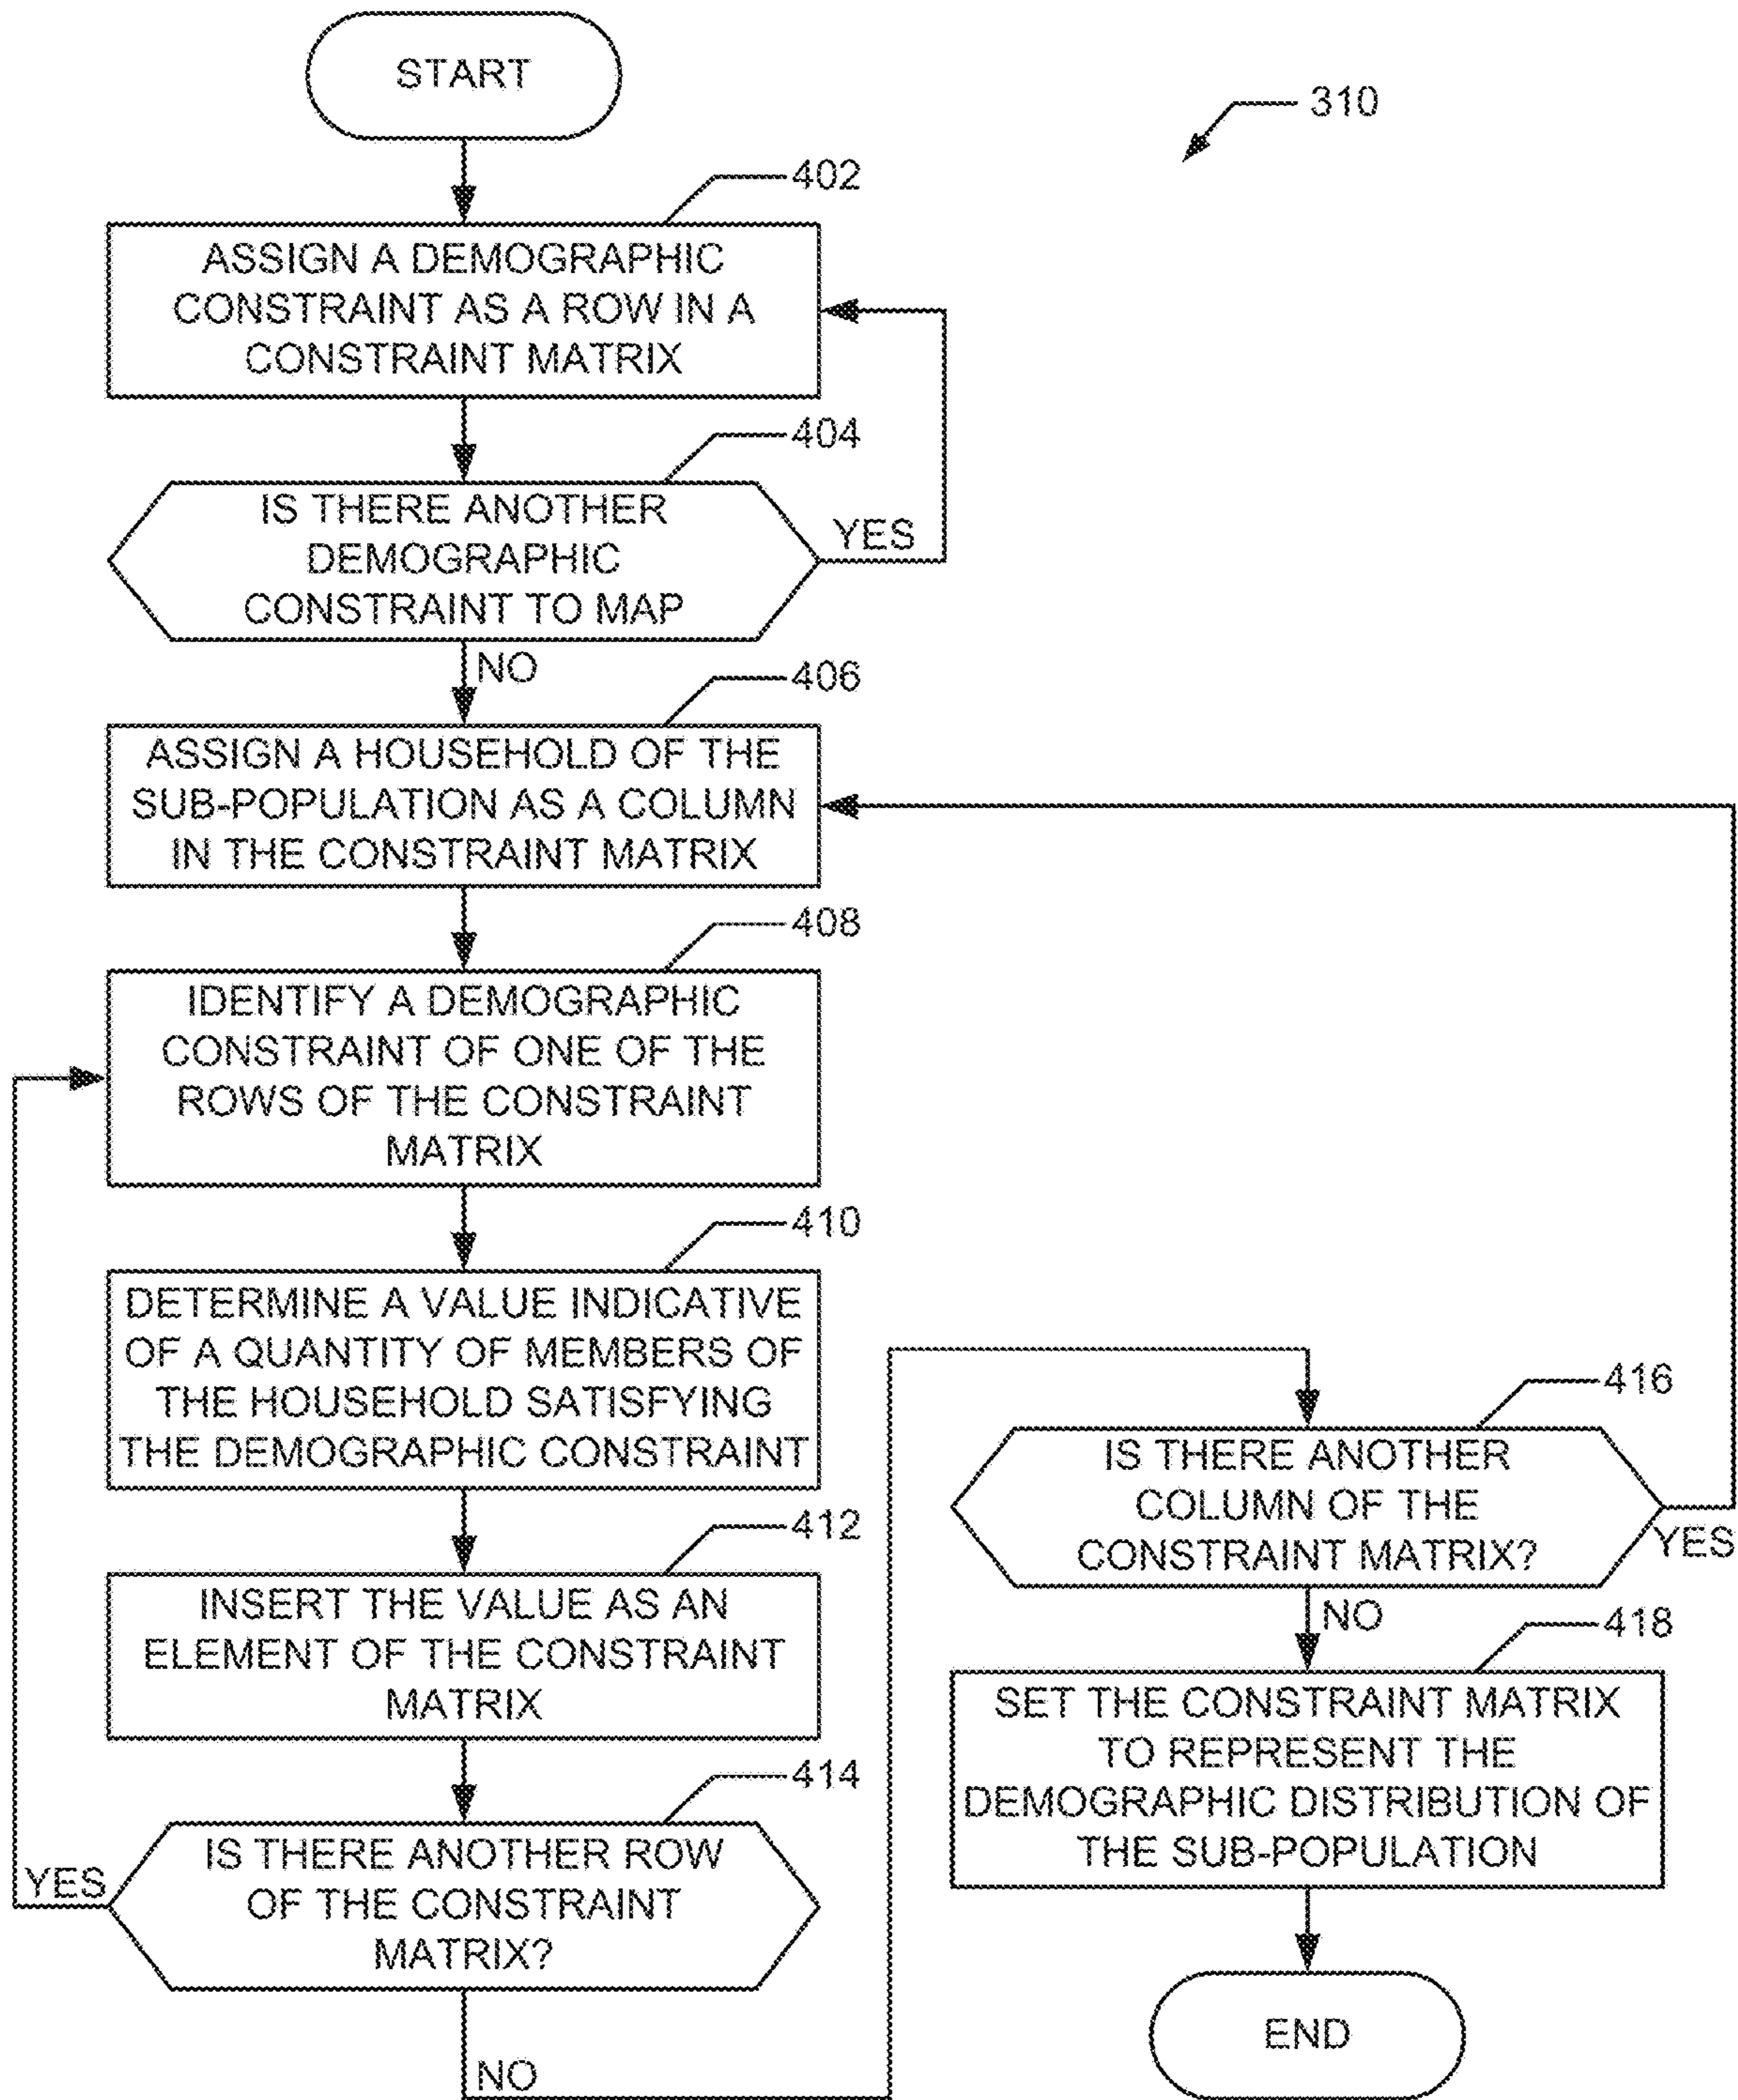 START
310
402
ASSIGN A DEMOGRAPHIC
CONSTRAINT AS A ROW IN A
CONSTRAINT MATRIX
404
IS THERE ANOTHER
DEMOGRAPHIC
CONSTRAINT TO MAP
YES
NO
406
ASSIGN A HOUSEHOLD OF THE
SUB-POPULATION AS A COLUMN
IN THE CONSTRAINT MATRIX
408
IDENTIFY A DEMOGRAPHIC
CONSTRAINT OF ONE OF THE
ROWS OF THE CONSTRAINT
MATRIX
410
DETERMINE A VALUE INDICATIVE
OF A QUANTITY OF MEMBERS OF
THE HOUSEHOLD SATISFYING
THE DEMOGRAPHIC CONSTRAINT
412
INSERT THE VALUE AS AN
ELEMENT OF THE CONSTRAINT
MATRIX
414
IS THERE ANOTHER ROW
OF THE CONSTRAINT
MATRIX?
YES
NO
416
IS THERE ANOTHER
COLUMN OF THE
CONSTRAINT MATRIX?
YES
NO
418
SET THE CONSTRAINT MATRIX
TO REPRESENT THE
DEMOGRAPHIC DISTRIBUTION OF
THE SUB-POPULATION
END